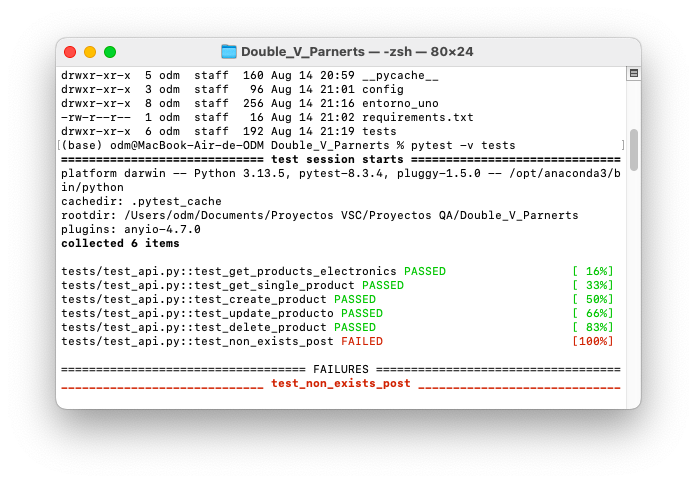 Double_V_Parnerts — -zsh — 80×24
drwxr-xr-x  5 odm  staff  160 Aug 14 20:59 __pycache__
drwxr-xr-x  3 odm  staff   96 Aug 14 21:01 config
drwxr-xr-x  8 odm  staff  256 Aug 14 21:16 entorno_uno
-rw-r--r--  1 odm  staff   16 Aug 14 21:02 requirements.txt
drwxr-xr-x  6 odm  staff  192 Aug 14 21:19 tests
[(base) odm@MacBook-Air-de-ODM Double_V_Parnerts % pytest -v tests ]
============================= test session starts ==============================
platform darwin -- Python 3.13.5, pytest-8.3.4, pluggy-1.5.0 -- /opt/anaconda3/b
in/python
cachedir: .pytest_cache
rootdir: /Users/odm/Documents/Proyectos VSC/Proyectos QA/Double_V_Parnerts
plugins: anyio-4.7.0
collected 6 items
tests/test_api.py::test_get_products_electronics PASSED                  [ 16%]
tests/test_api.py::test_get_single_product PASSED                        [ 33%]
tests/test_api.py::test_create_product PASSED                            [ 50%]
tests/test_api.py::test_update_producto PASSED                           [ 66%]
tests/test_api.py::test_delete_product PASSED                            [ 83%]
tests/test_api.py::test_non_exists_post FAILED                           [100%]
=================================== FAILURES ===================================
_____________________________ test_non_exists_post _____________________________